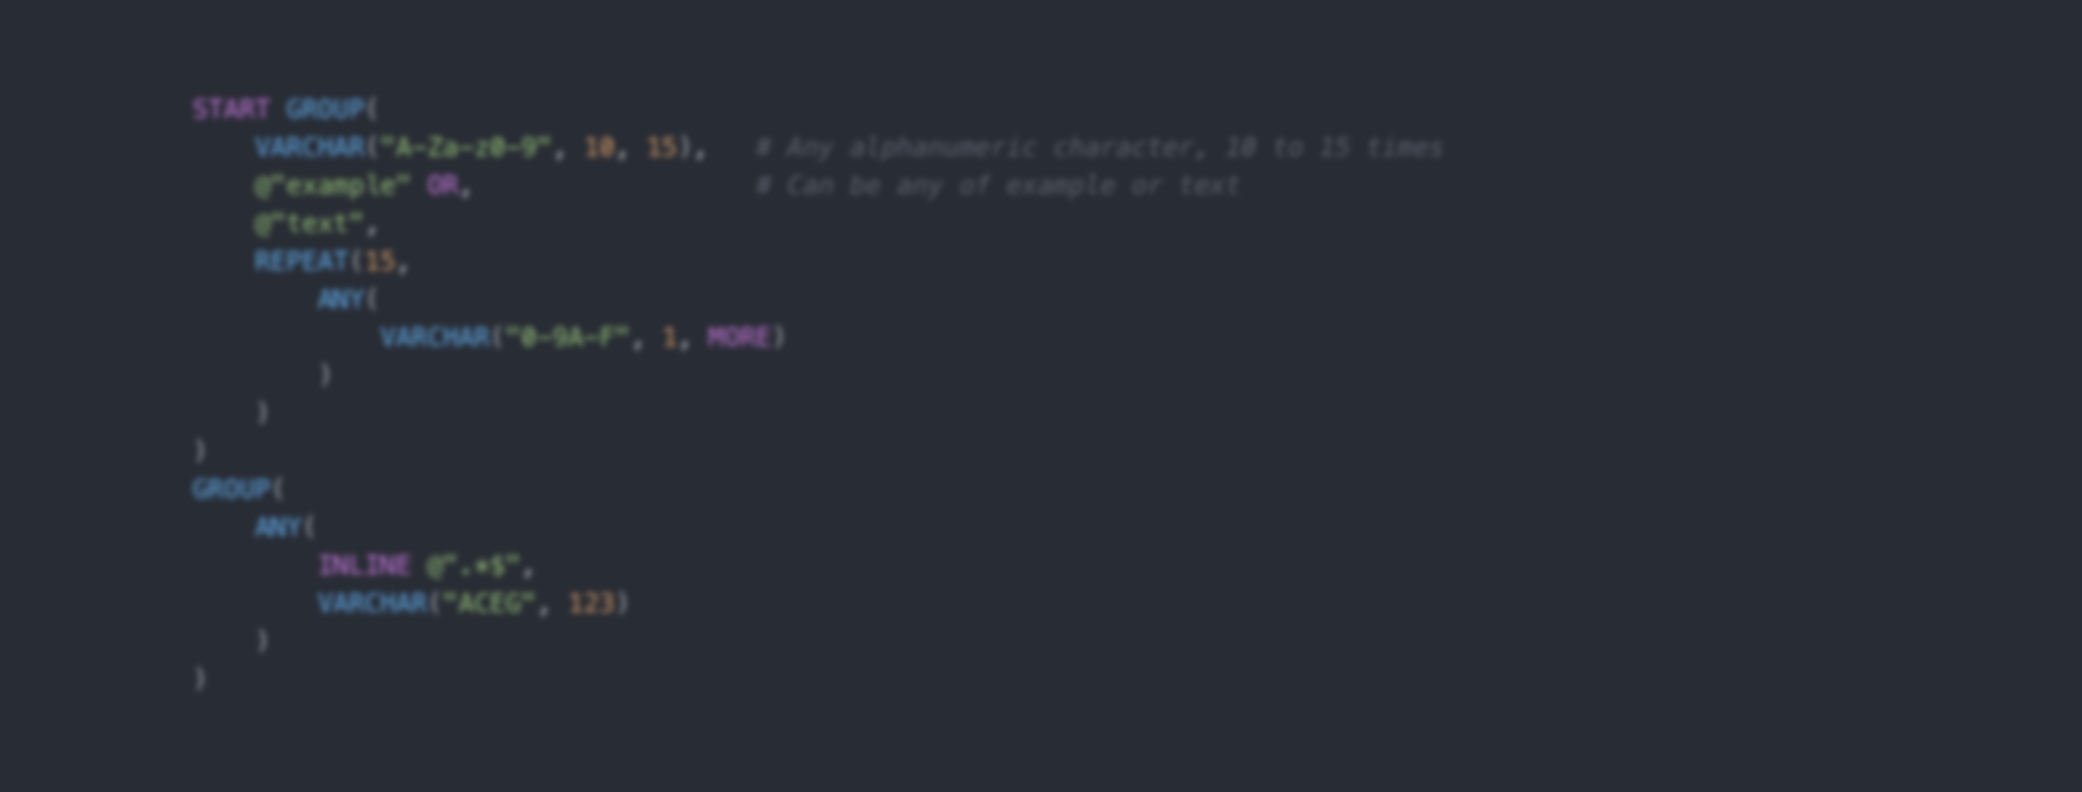 START GROUP(
    VARCHAR("A-Za-z0-9", 10, 15),   # Any alphanumeric character, 10 to 15 times
    @"example" OR,                  # Can be any of example or text
    @"text",
    REPEAT(15,
        ANY(
            VARCHAR("0-9A-F", 1, MORE)
        )
    )
)
GROUP(
    ANY(
        INLINE @".*$",
        VARCHAR("ACEG", 123)
    )
)